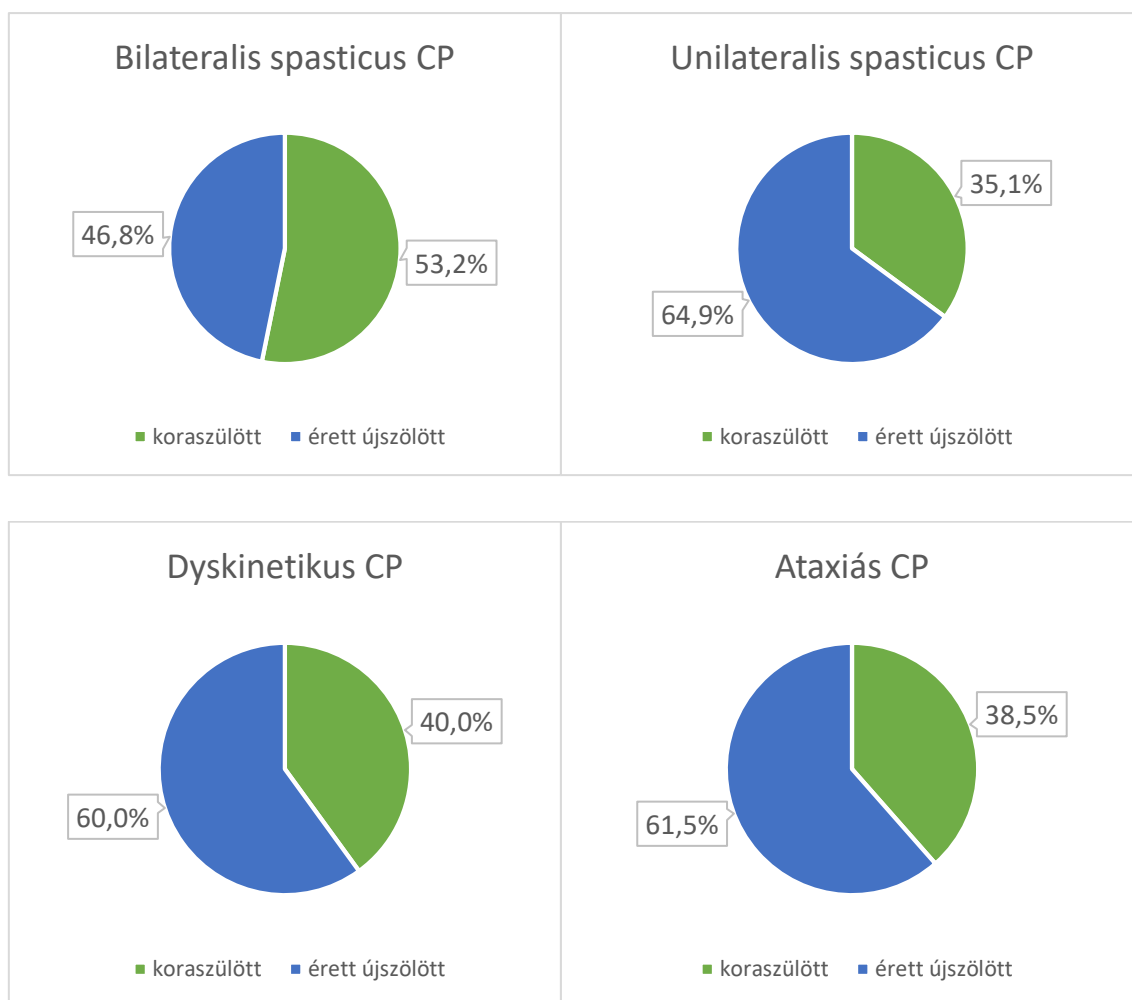 Bilateralis spasticus CP
46,8%
53,2%
koraszülött érett újszölött
Unilateralis spasticus CP
35,1%
64,9%
koraszülött érett újszölött
Dyskinetikus CP
40,0%
60,0%
koraszülött érett újszölött
Ataxiás CP
38,5%
61,5%
koraszülött érett újszölött